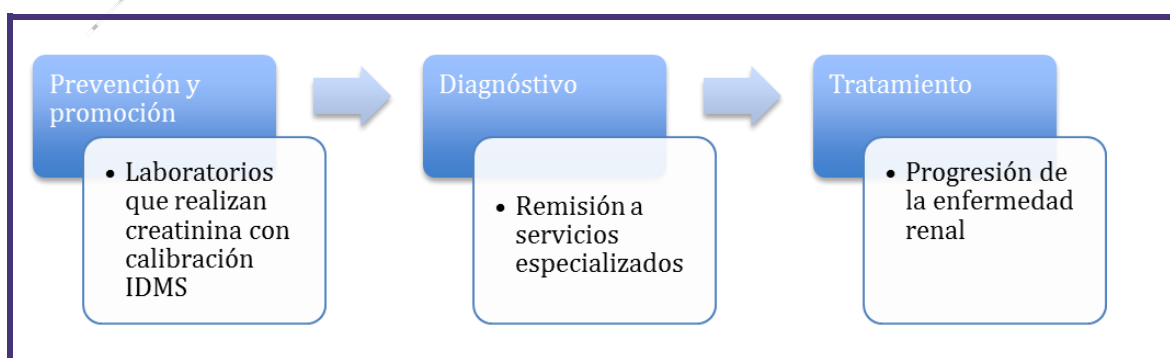 Prevención y
promoción
• Laboratorios
que realizan
creatinina con
calibración
IDMS
Diagnóstivo
• Remisión a
servicios
especializados
Tratamiento
• Progresión de
la enfermedad
renal